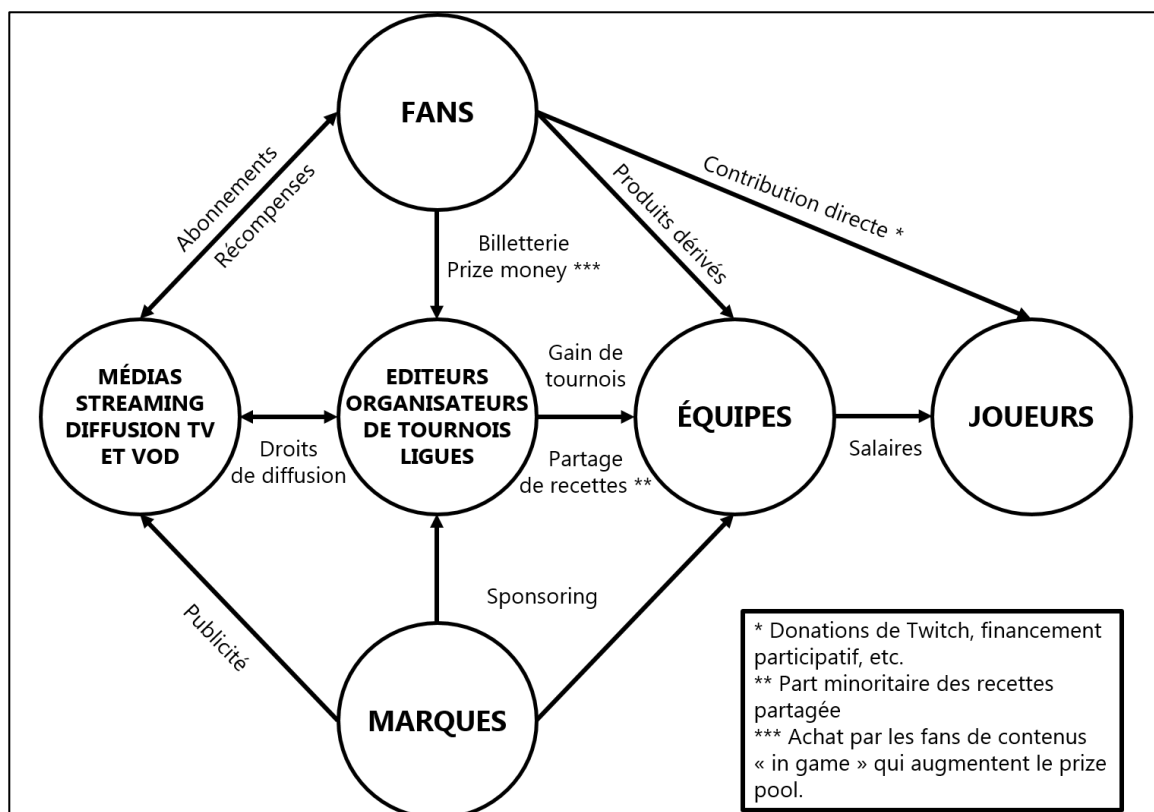 FANS
Abonnements
Récompenses
Billetterie
Prize money ***
Produits dérivés
Contribution directe *
MÉDIAS
STREAMING
DIFFUSION TV
ET VOD
Droits
de diffusion
EDITEURS
ORGANISATEURS
DE TOURNOIS
LIGUES
Gain de
tournois
Partage
de recettes **
ÉQUIPES
Salaires
JOUEURS
Publicité
Sponsoring
MARQUES
* Donations de Twitch, financement
participatif, etc.
** Part minoritaire des recettes
partagée
*** Achat par les fans de contenus
« in game » qui augmentent le prize
pool.